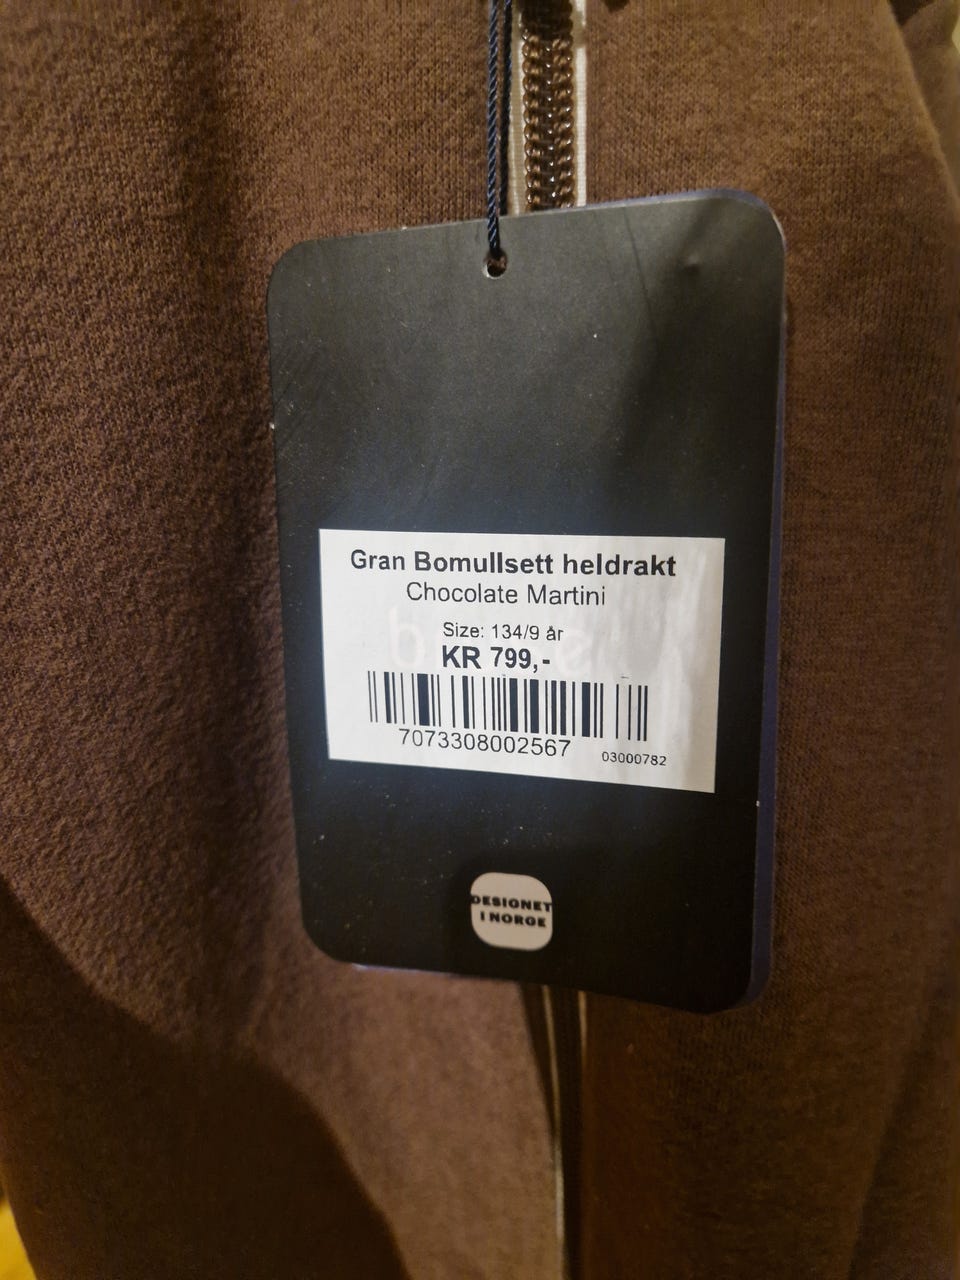 Gran Bomullsett heldrakt
Chocolate Martini
Size: 134/9 år
KR 799,-
7073308002567
03000782
DESIGNET
I NORGE